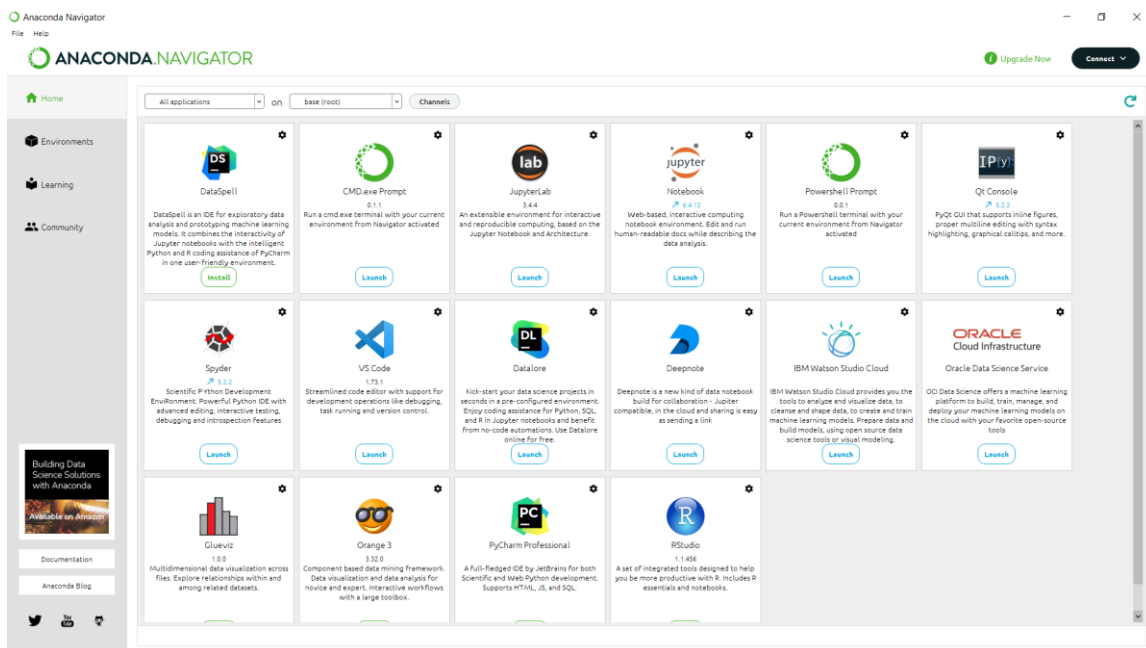 Anaconda Navigator
File Help
ANACONDA.NAVIGATOR
Upgrade Now
Connect
Home
Environments
Learning
Community
Building Data
Science Solutions
with Anaconda
Available on Amazon
Documentation
Anaconda Blog
You
Tube
All applications on base (root) Channels
DS
DataSpell
DataSpell is an IDE for exploratory data
analysis and prototyping machine learning
models. It combines the interactivity of
Jupyter notebooks with the intelligent
Python and R coding assistance of PyCharm
in one user-friendly environment.
Install
CMD.exe Prompt
0.1.1
Run a cmd.exe terminal with your current
environment from Navigator activated
Launch
lab
JupyterLab
3.4.4
An extensible environment for interactive
and reproducible computing, based on the
Jupyter Notebook and Architecture.
Launch
jupyter
Notebook
6.4.12
Web-based, interactive computing
notebook environment. Edit and run
human-readable docs while describing the
data analysis.
Launch
Powershell Prompt
0.0.1
Run a Powershell terminal with your
current environment from Navigator
activated
Launch
IP[y]:
Qt Console
5.2.2
PyQt GUI that supports inline figures,
proper multiline editing with syntax
highlighting, graphical calltips, and more.
Launch
Spyder
5.2.2
Scientific PYthon Development
EnviRonment. Powerful Python IDE with
advanced editing, interactive testing,
debugging and introspection features
Launch
VS Code
1.73.1
Streamlined code editor with support for
development operations like debugging,
task running and version control.
Launch
DL
Datalore
Kick-start your data science projects in
seconds in a pre-configured environment.
Enjoy coding assistance for Python, SQL,
and R in Jupyter notebooks and benefit
from no-code automations. Use Datalore
online for free.
Launch
Deepnote
Deepnote is a new kind of data notebook
build for collaboration - Jupiter
compatible, in the cloud and sharing is easy
as sending a link
Launch
IBM Watson Studio Cloud
IBM Watson Studio Cloud provides you the
tools to analyze and visualize data, to
cleanse and shape data, to create and train
machine learning models. Prepare data and
build models, using open source data
science tools or visual modeling.
Launch
ORACLE
Cloud Infrastructure
Oracle Data Science Service
OCI Data Science offers a machine learning
platform to build, train, manage, and
deploy your machine learning models on
the cloud with your favorite open-source
tools
Launch
Glueviz
1.0.0
Multidimensional data visualization across
files. Explore relationships within and
among related datasets.
Orange 3
3.32.0
Component based data mining framework.
Data visualization and data analysis for
novice and expert. Interactive workflows
with a large toolbox.
PC
PyCharm Professional
A full-fledged IDE by JetBrains for both
Scientific and Web Python development.
Supports HTML, JS, and SQL.
R
RStudio
1.1.456
A set of integrated tools designed to help
you be more productive with R. Includes R
essentials and notebooks.